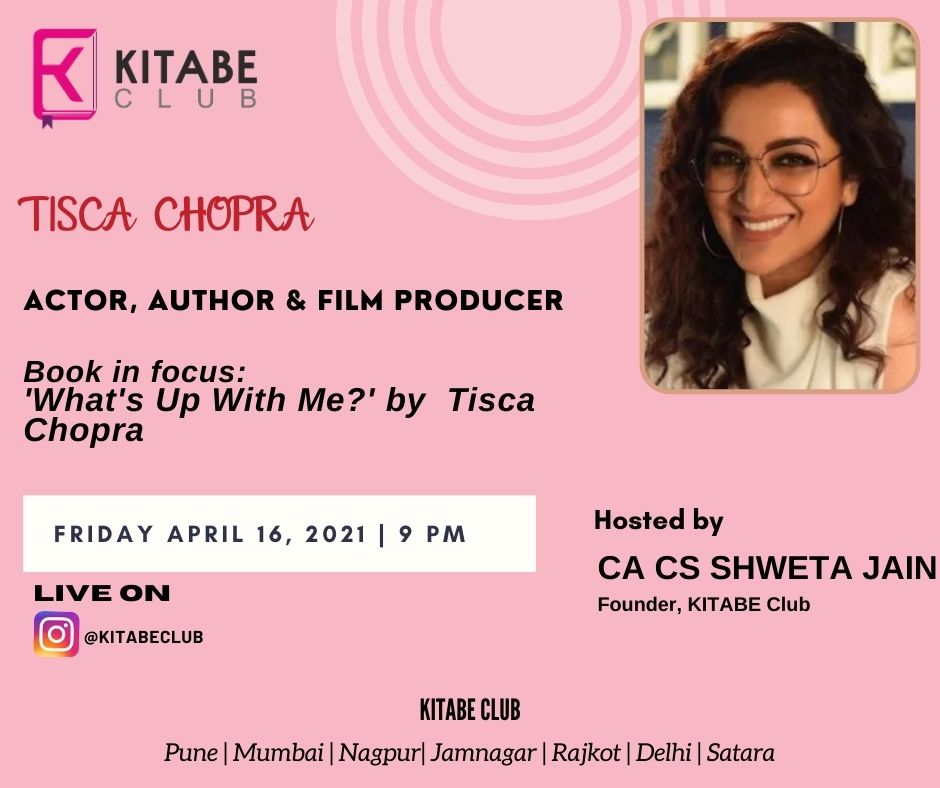 KITABE
CLUB
TISCA CHOPRA
ACTOR, AUTHOR & FILM PRODUCER
Book in focus:
'What's Up With Me?' by Tisca
Chopra
FRIDAY APRIL 16, 2021 | 9 PM
LIVE ON
@KITABECLUB
Hosted by
CA CS SHWETA JAIN
Founder, KITABE Club
KITABE CLUB
Pune | Mumbai | Nagpur| Jamnagar | Rajkot | Delhi | Satara